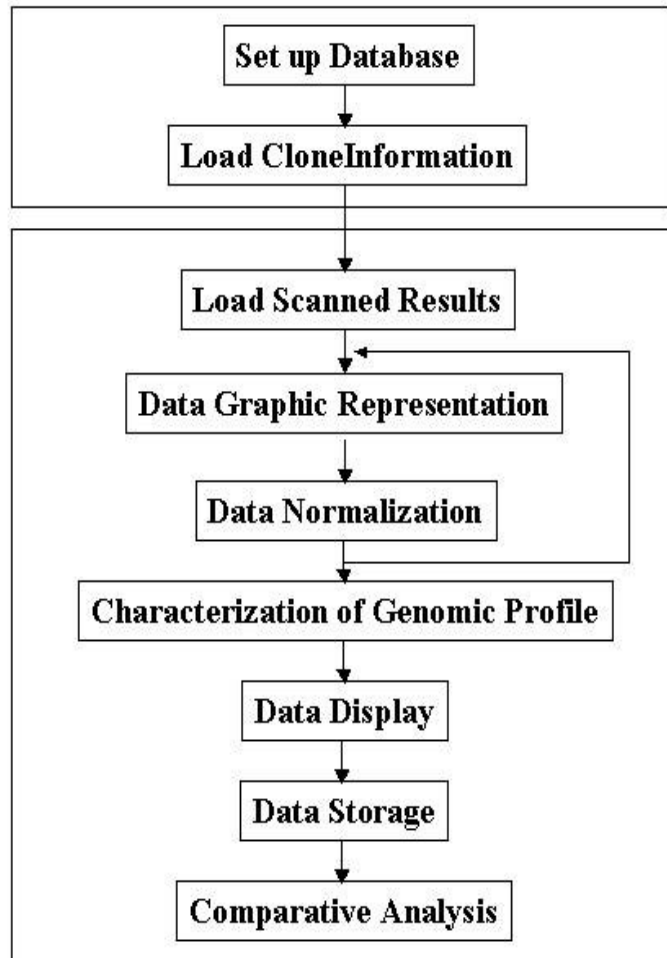 Set up Database
Load CloneInformation
Load Scanned Results
Data Graphic Representation
Data Normalization
Characterization of Genomic Profile
Data Display
Data Storage
Comparative Analysis